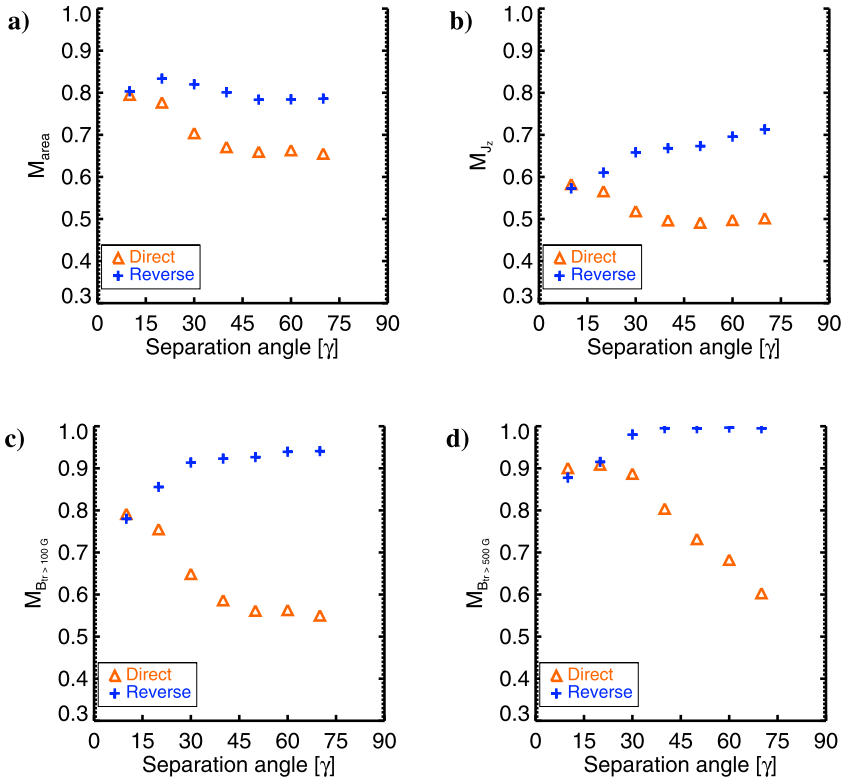 a)
1.0
0.9
0.8
0.7
0.6
0.5
0.4
0.3
M_area
Direct
Reverse
0 15 30 45 60 75 90
Separation angle [γ]
b)
1.0
0.9
0.8
0.7
0.6
0.5
0.4
0.3
M_Jz
Direct
Reverse
0 15 30 45 60 75 90
Separation angle [γ]
c)
1.0
0.9
0.8
0.7
0.6
0.5
0.4
0.3
M_Btr > 100 G
Direct
Reverse
0 15 30 45 60 75 90
Separation angle [γ]
d)
1.0
0.9
0.8
0.7
0.6
0.5
0.4
0.3
M_Btr > 500 G
Direct
Reverse
0 15 30 45 60 75 90
Separation angle [γ]